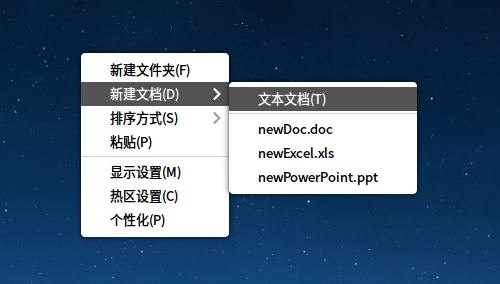 新建文件夹(F)
新建文档(D)
排序方式(S)
粘贴(P)
显示设置(M)
热区设置(C)
个性化(P)
文本文档(T)
newDoc.doc
newExcel.xls
newPowerPoint.ppt